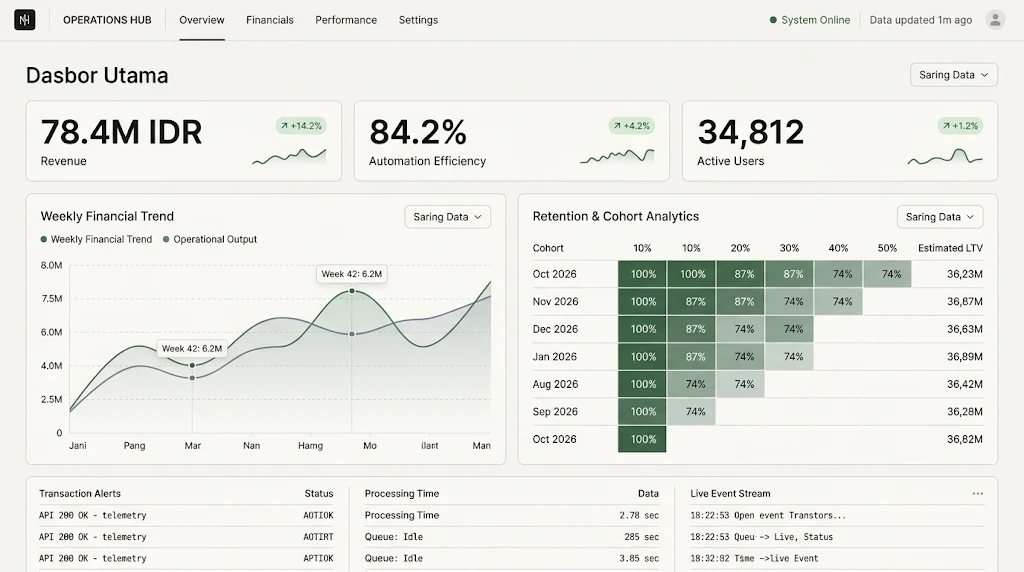 OPERATIONS HUB
Overview
Financials
Performance
Settings
System Online
Data updated 1m ago
Dasbor Utama
Saring Data
78.4M IDR
+14.2%
Revenue
84.2%
+4.2%
Automation Efficiency
34,812
+1.2%
Active Users
Weekly Financial Trend
Saring Data
Weekly Financial Trend
Operational Output
8.0M
7.5M
6.0M
4.0M
2.5M
0
Week 42: 6.2M
Week 42: 6.2M
Jani Pang Mar Nan Hamg Mo Man
Retention & Cohort Analytics
Saring Data
Cohort 10% 10% 20% 30% 40% 50% Estimated LTV
Oct 2026 100% 100% 87% 87% 74% 74% 36,23M
Nov 2026 100% 87% 87% 74% 74% 36,87M
Dec 2026 100% 87% 74% 74% 36,63M
Jan 2026 100% 87% 74% 74% 36,89M
Aug 2026 100% 74% 74% 36,42M
Sep 2026 100% 74% 36,28M
Oct 2026 100% 36,82M
Transaction Alerts Status
API 200 OK - telemetry AOTIOK
API 200 OK - telemetry AOTIRT
API 200 OK - telemetry APTIOK
Processing Time Data
Processing Time 2.78 sec
Queue: Idle 285 sec
Queue: Idle 3.85 sec
Live Event Stream
18:22:53 Open event Transtors...
18:22:53 Queu -> Live, Status
18:32:92 Time ->live Event